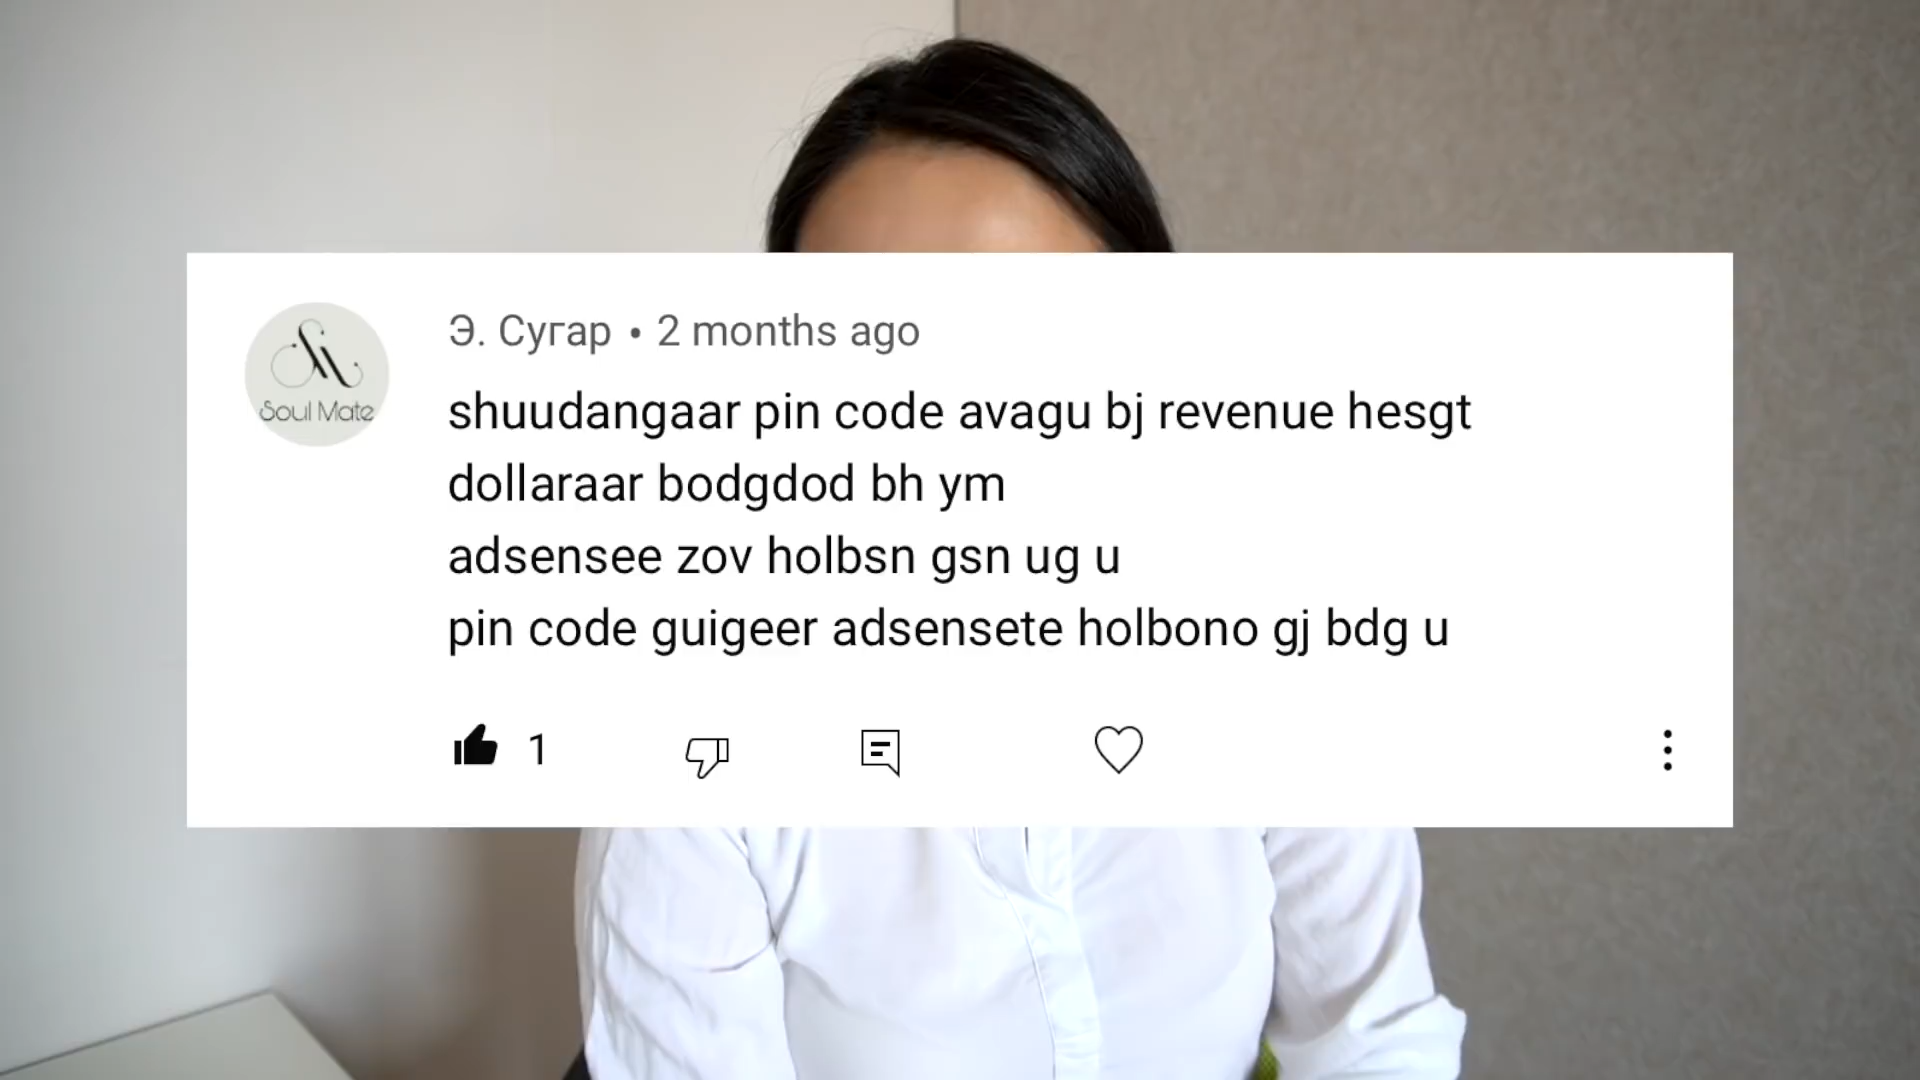 Э. Сугар • 2 months ago
Soul Mate
shuudangaar pin code avagu bj revenue hesgt
dollaraar bodgdod bh ym
adsensee zov holbsn gsn ug u
pin code guigeer adsensete holbono gj bdg u
1